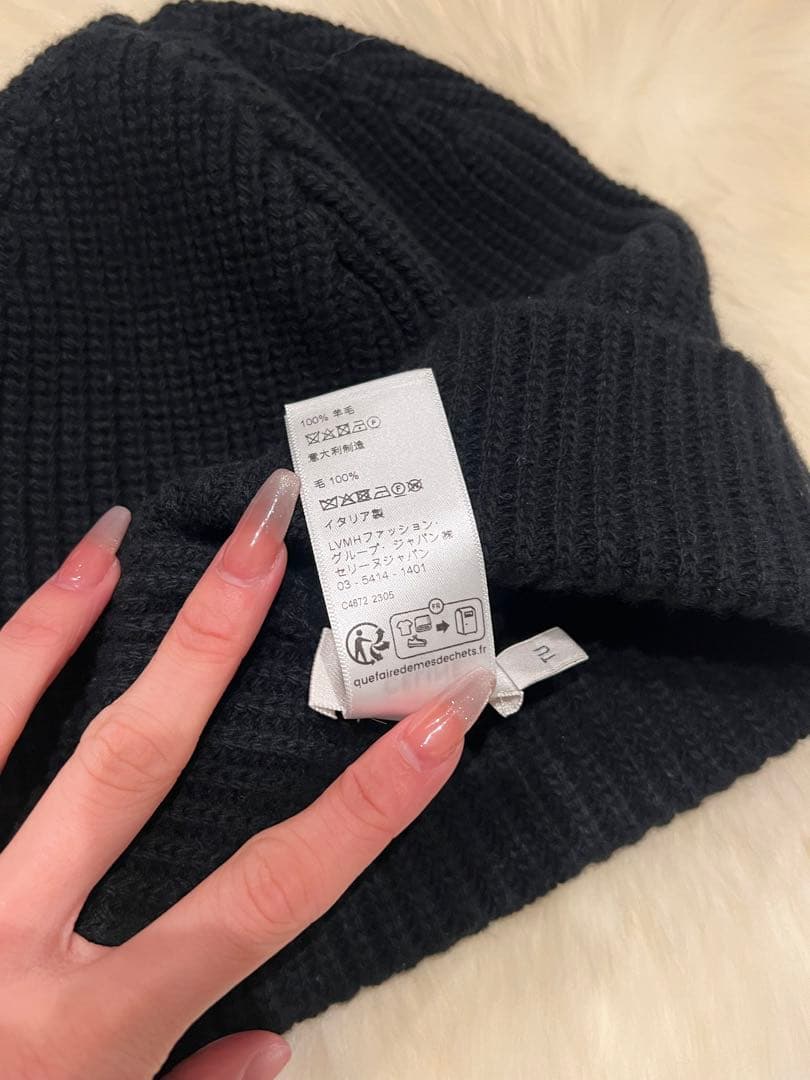 100% 羊毛
意大利制造
毛 100%
イタリア製
LVMHファッション・
グループ・ジャパン㈱
セリーヌジャパン
03 - 5414 - 1401
C4872 2305
FR
quefairedemesdechets.fr
TU